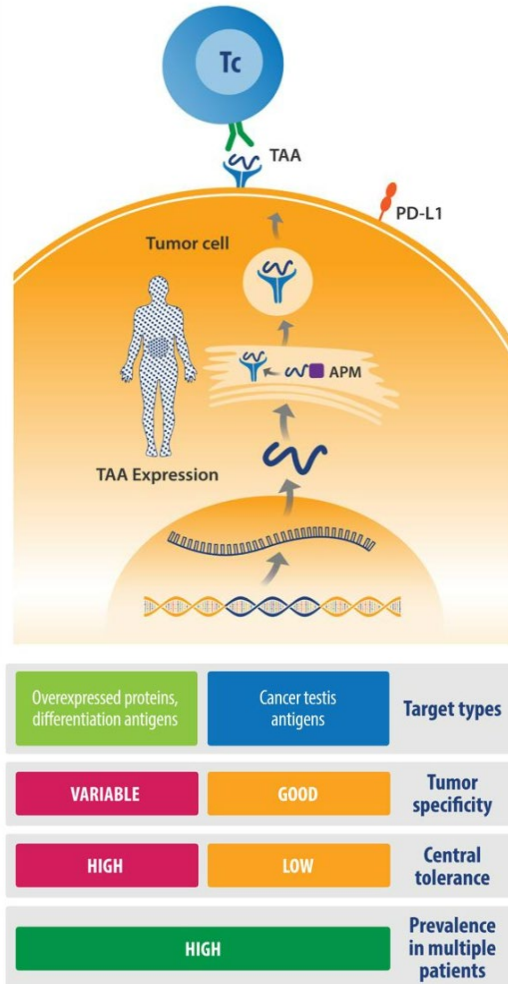 Tc
TAA
PD-L1
Tumor cell
APM
TAA Expression
Overexpressed proteins,
differentiation antigens
Cancer testis
antigens
Target types
VARIABLE
GOOD
Tumor
specificity
HIGH
LOW
Central
tolerance
HIGH
Prevalence
in multiple
patients